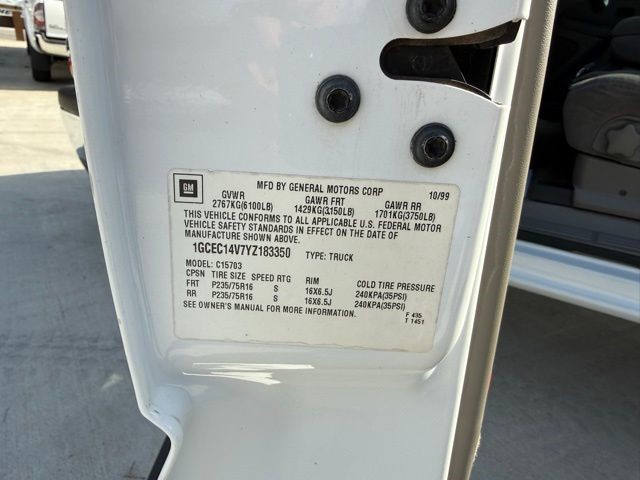 GM MFD BY GENERAL MOTORS CORP 10/99
GVWR GAWR FRT GAWR RR
2767KG(6100LB) 1429KG(3150LB) 1701KG(3750LB)
THIS VEHICLE CONFORMS TO ALL APPLICABLE U.S. FEDERAL MOTOR
VEHICLE SAFETY STANDARDS IN EFFECT ON THE DATE OF
MANUFACTURE SHOWN ABOVE.
1GCEC14V7YZ183350 TYPE: TRUCK
MODEL: C15703
CPSN TIRE SIZE SPEED RTG RIM COLD TIRE PRESSURE
FRT P235/75R16 S 16X6.5J 240KPA(35PSI)
RR P235/75R16 S 16X6.5J 240KPA(35PSI)
SEE OWNER'S MANUAL FOR MORE INFORMATION.
F 435
T 1451